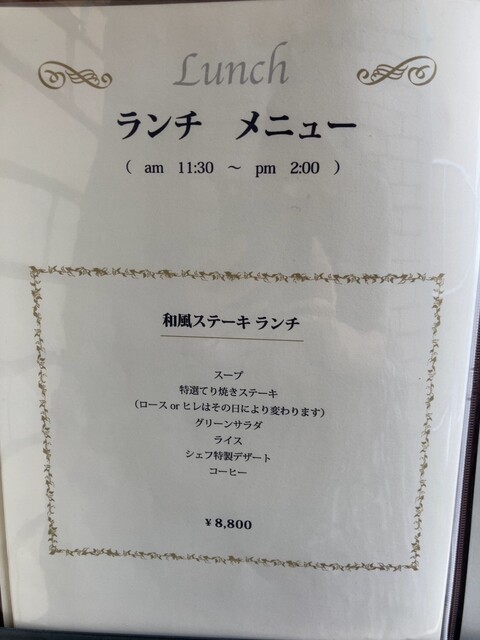 Lunch
ランチ メニュー
( am 11:30 ～ pm 2:00 )
和風ステーキ ランチ
スープ
特選てり焼きステーキ
(ロース or ヒレはその日により変わります)
グリーンサラダ
ライス
シェフ特製デザート
コーヒー
¥8,800